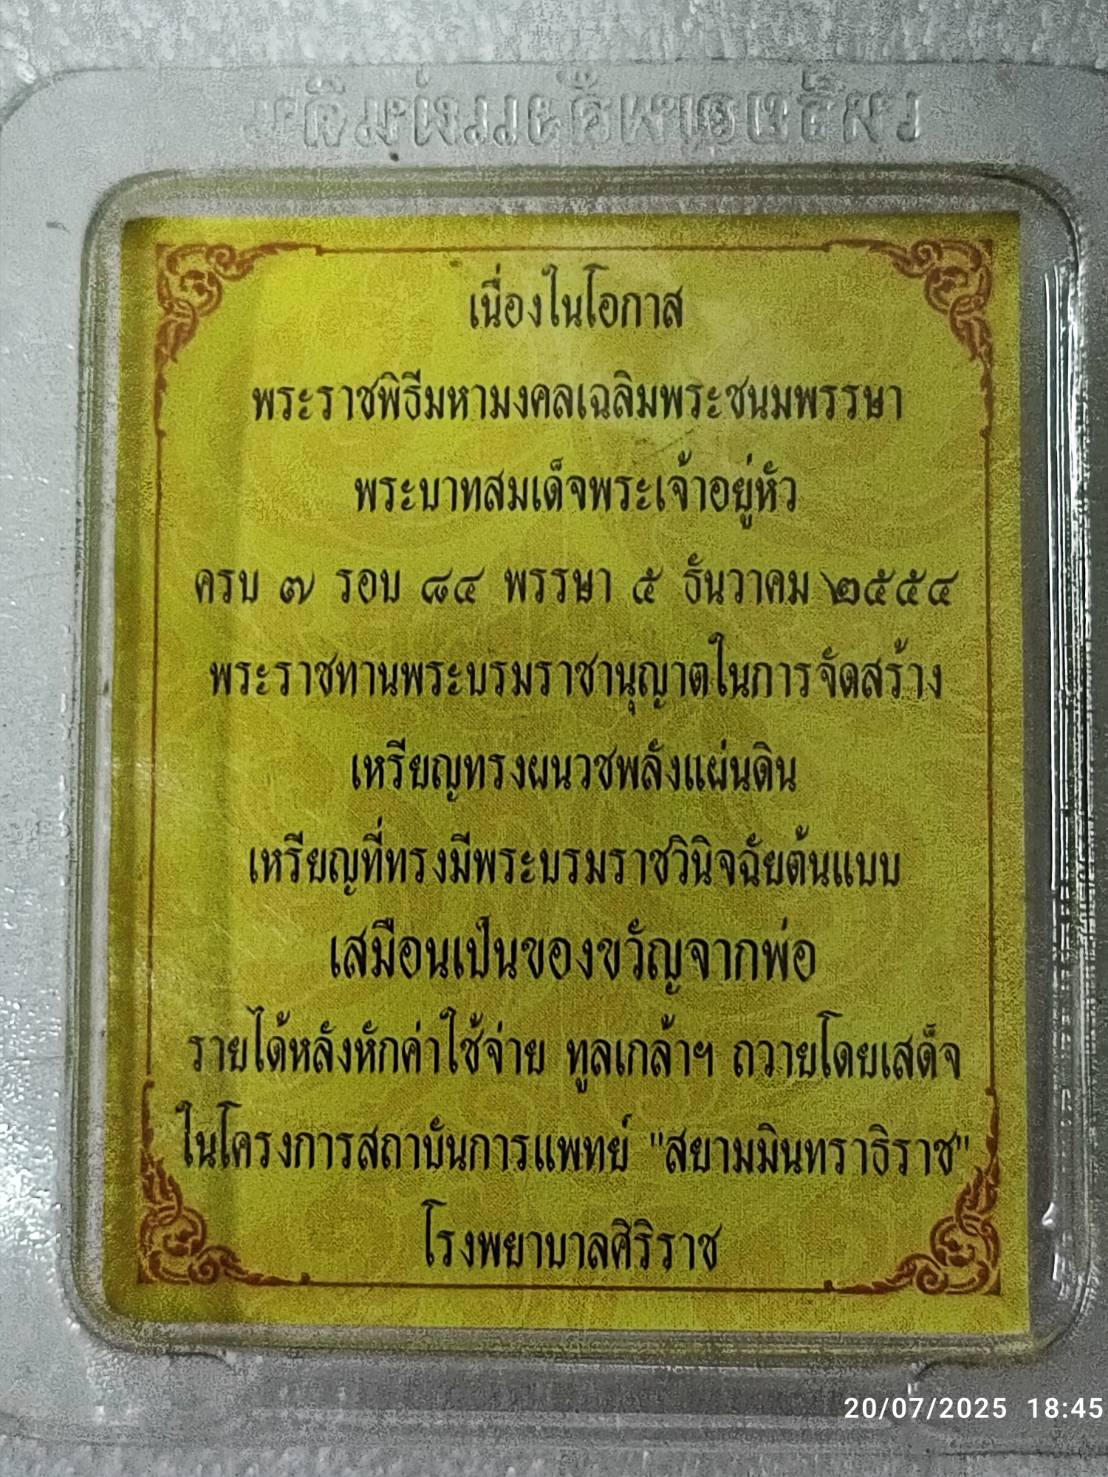 เหรียญพลังแผ่นดิน
เนื่องในโอกาส
พระราชพิธีมหามงคลเฉลิมพระชนมพรรษา
พระบาทสมเด็จพระเจ้าอยู่หัว
ครบ ๗ รอบ ๘๔ พรรษา ๕ ธันวาคม ๒๕๕๔
พระราชทานพระบรมราชานุญาตในการจัดสร้าง
เหรียญทรงผนวชพลังแผ่นดิน
เหรียญที่ทรงมีพระบรมราชวินิจฉัยต้นแบบ
เสมือนเป็นของขวัญจากพ่อ
รายได้หลังหักค่าใช้จ่าย ทูลเกล้าฯ ถวายโดยเสด็จ
ในโครงการสถาบันการแพทย์ "สยามมินทราธิราช"
โรงพยาบาลศิริราช
20/07/2025 18:45